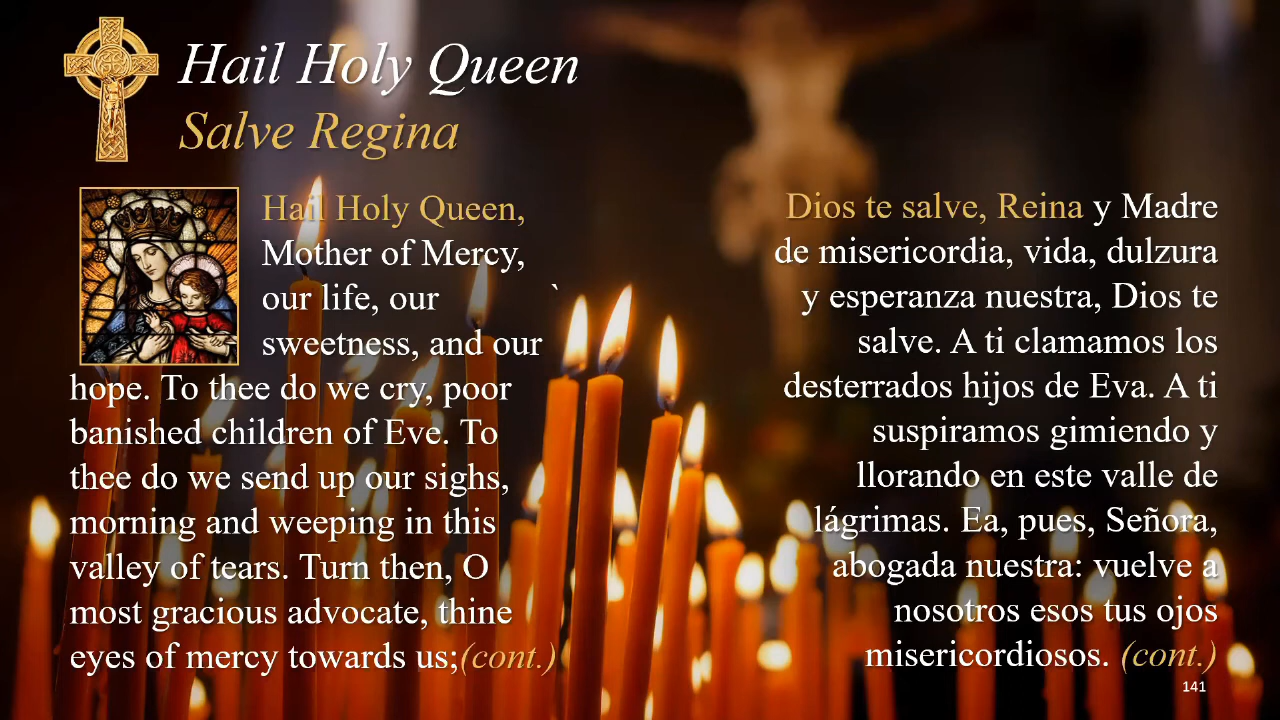 Hail Holy Queen
Salve Regina
Hail Holy Queen,
Mother of Mercy,
our life, our `
sweetness, and our
hope. To thee do we cry, poor
banished children of Eve. To
thee do we send up our sighs,
morning and weeping in this
valley of tears. Turn then, O
most gracious advocate, thine
eyes of mercy towards us;(cont.)
Dios te salve, Reina y Madre
de misericordia, vida, dulzura
y esperanza nuestra, Dios te
salve. A ti clamamos los
desterrados hijos de Eva. A ti
suspiramos gimiendo y
llorando en este valle de
lágrimas. Ea, pues, Señora,
abogada nuestra: vuelve a
nosotros esos tus ojos
misericordiosos. (cont.)
141